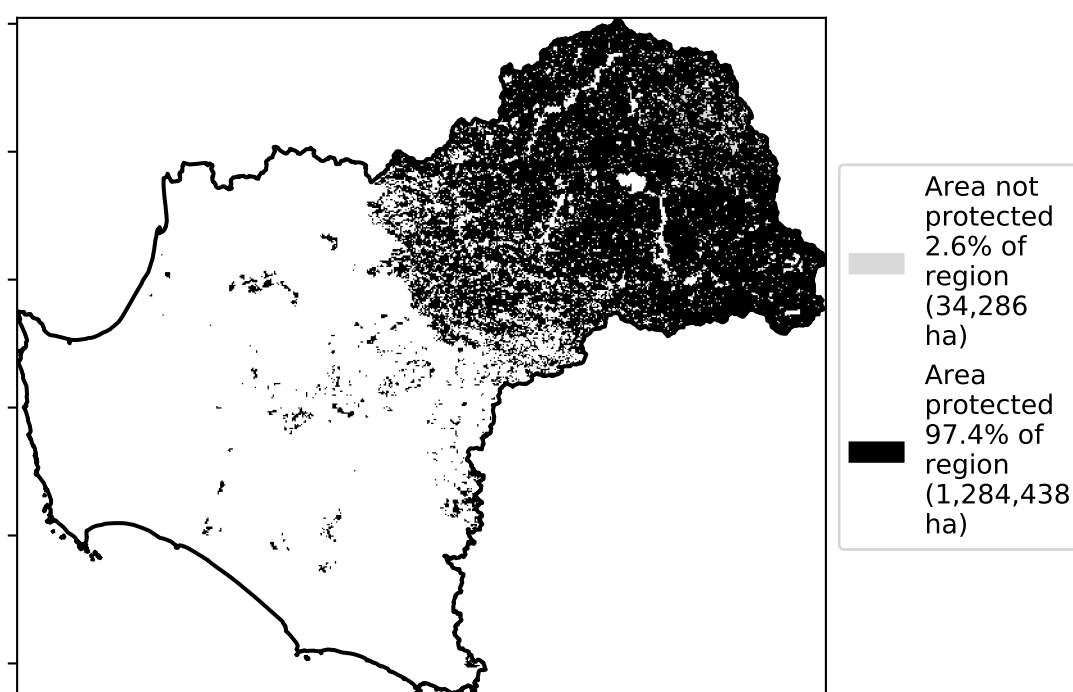 Area not
protected
2.6% of
region
(34,286
ha)
Area
protected
97.4% of
region
(1,284,438
ha)